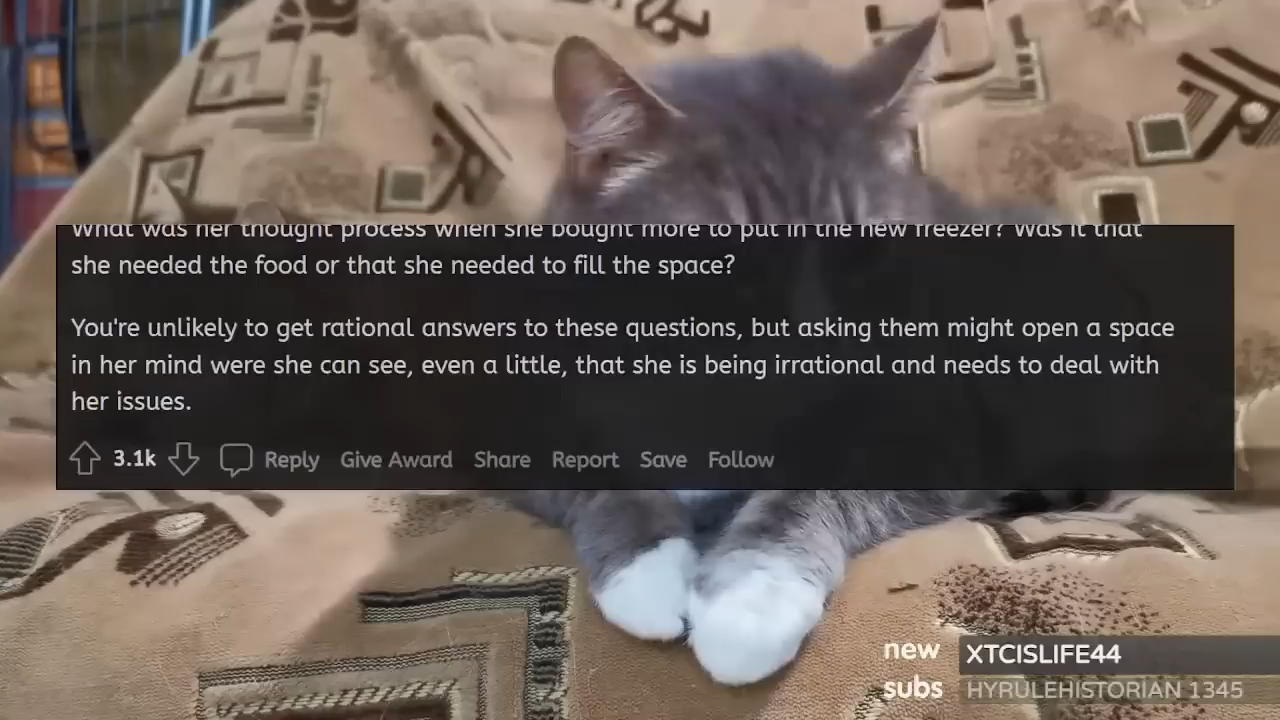 What was her thought process when she bought more to put in the new freezer? Was it that
she needed the food or that she needed to fill the space?
You're unlikely to get rational answers to these questions, but asking them might open a space
in her mind were she can see, even a little, that she is being irrational and needs to deal with
her issues.
3.1k Reply Give Award Share Report Save Follow
new XTCISLIFE44
subs HYRULEHISTORIAN 1345